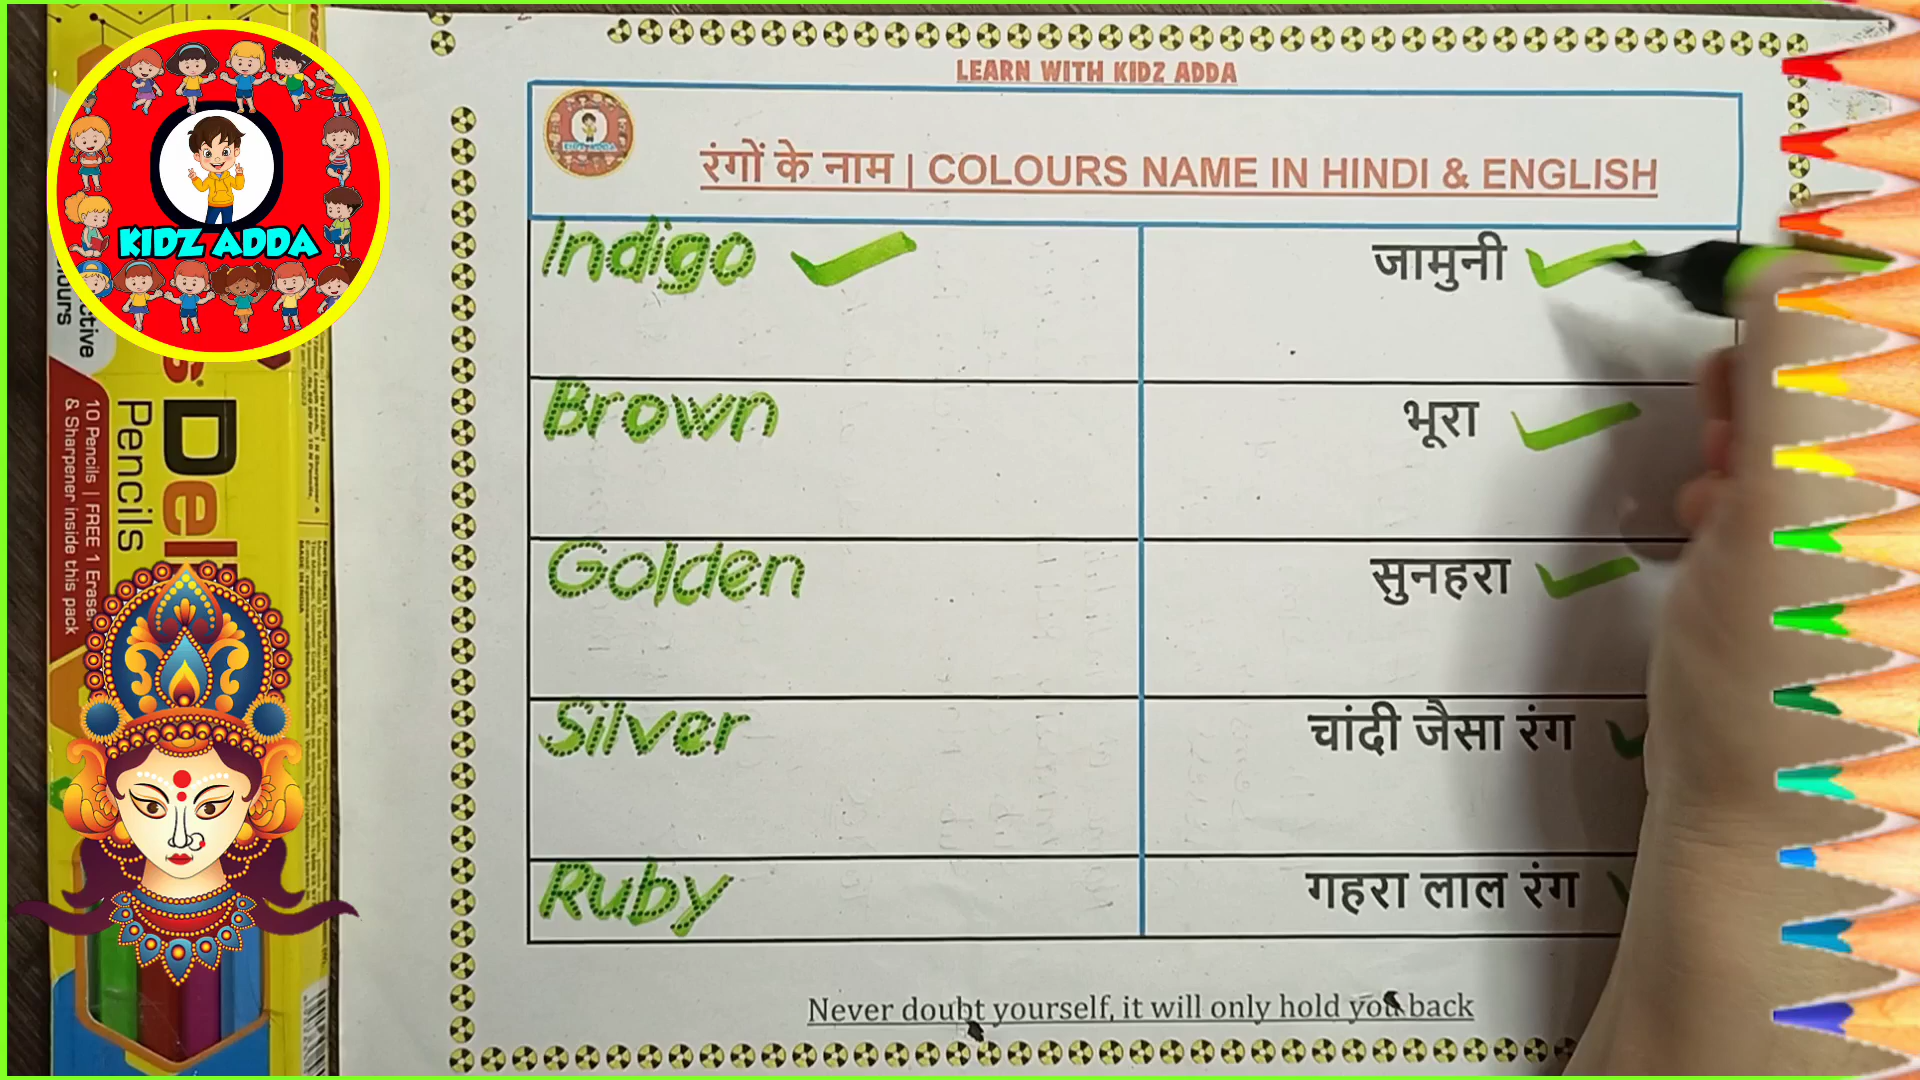 LEARN WITH KIDZ ADDA
रंगों के नाम | COLOURS NAME IN HINDI & ENGLISH
Indigo जामुनी
Brown भूरा
Golden सुनहरा
Silver चांदी जैसा रंग
Ruby गहरा लाल रंग
Never doubt yourself, it will only hold you back
KIDZ ADDA
Pencils
10 Pencils | FREE 1 Eraser
& Sharpener inside this pack